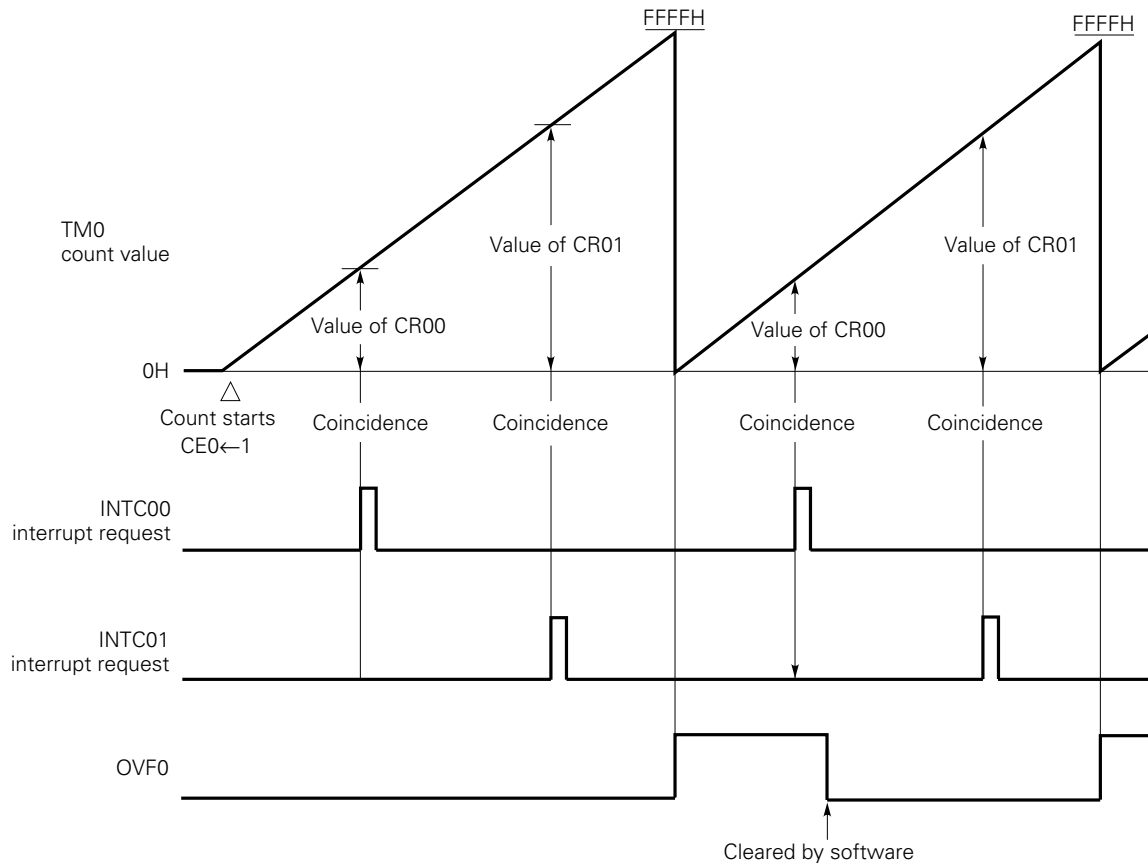 FFFFH
FFFFH
TM0
count value
Value of CR01
Value of CR01
Value of CR00
Value of CR00
0H
Count starts
CE0←1
Coincidence
Coincidence
Coincidence
Coincidence
INTC00
interrupt request
INTC01
interrupt request
OVF0
Cleared by software